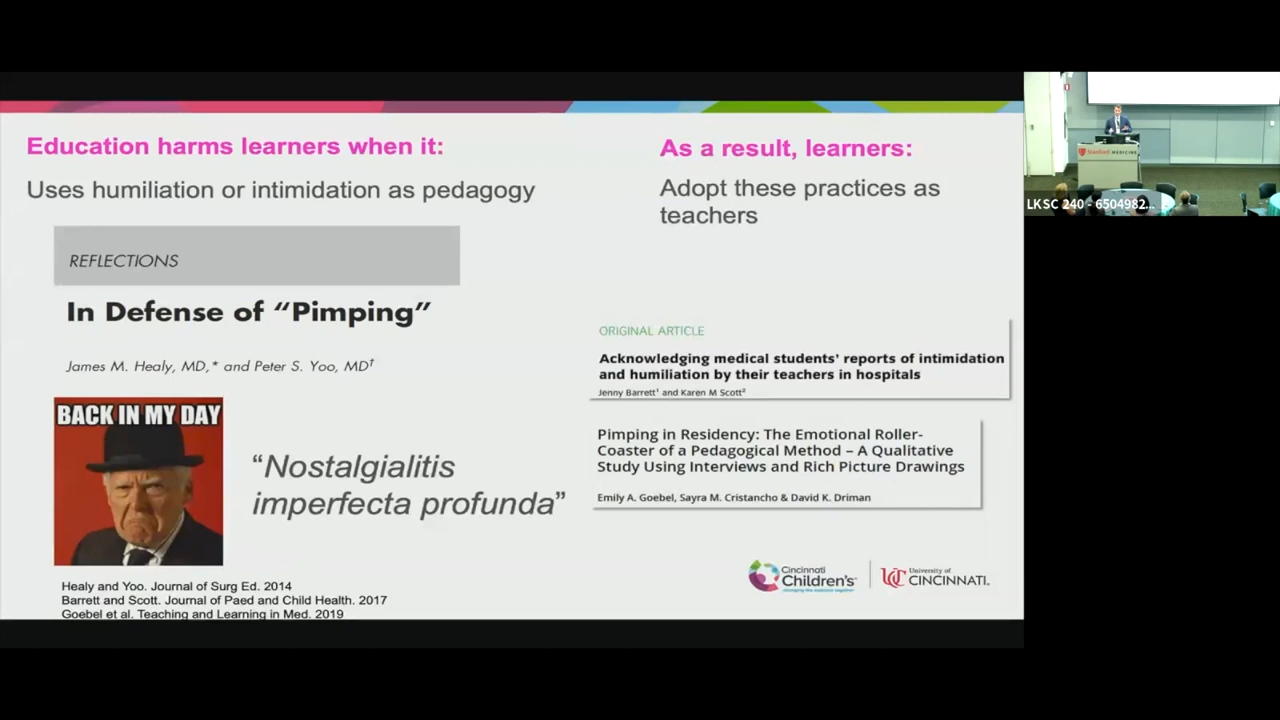 Education harms learners when it:
Uses humiliation or intimidation as pedagogy
REFLECTIONS
In Defense of “Pimping”
James M. Healy, MD,* and Peter S. Yoo, MD†
BACK IN MY DAY
“Nostalgialitis
imperfecta profunda”
Healy and Yoo. Journal of Surg Ed. 2014
Barrett and Scott. Journal of Paed and Child Health. 2017
Goebel et al. Teaching and Learning in Med. 2019
As a result, learners:
Adopt these practices as
teachers
ORIGINAL ARTICLE
Acknowledging medical students' reports of intimidation
and humiliation by their teachers in hospitals
Jenny Barrett¹ and Karen M Scott²
Pimping in Residency: The Emotional Roller-
Coaster of a Pedagogical Method – A Qualitative
Study Using Interviews and Rich Picture Drawings
Emily A. Goebel, Sayra M. Cristancho & David K. Driman
Cincinnati
Children's
changing the outcome together
University of
CINCINNATI.
Stanford MEDICINE
LKSC 240 - 6504982...